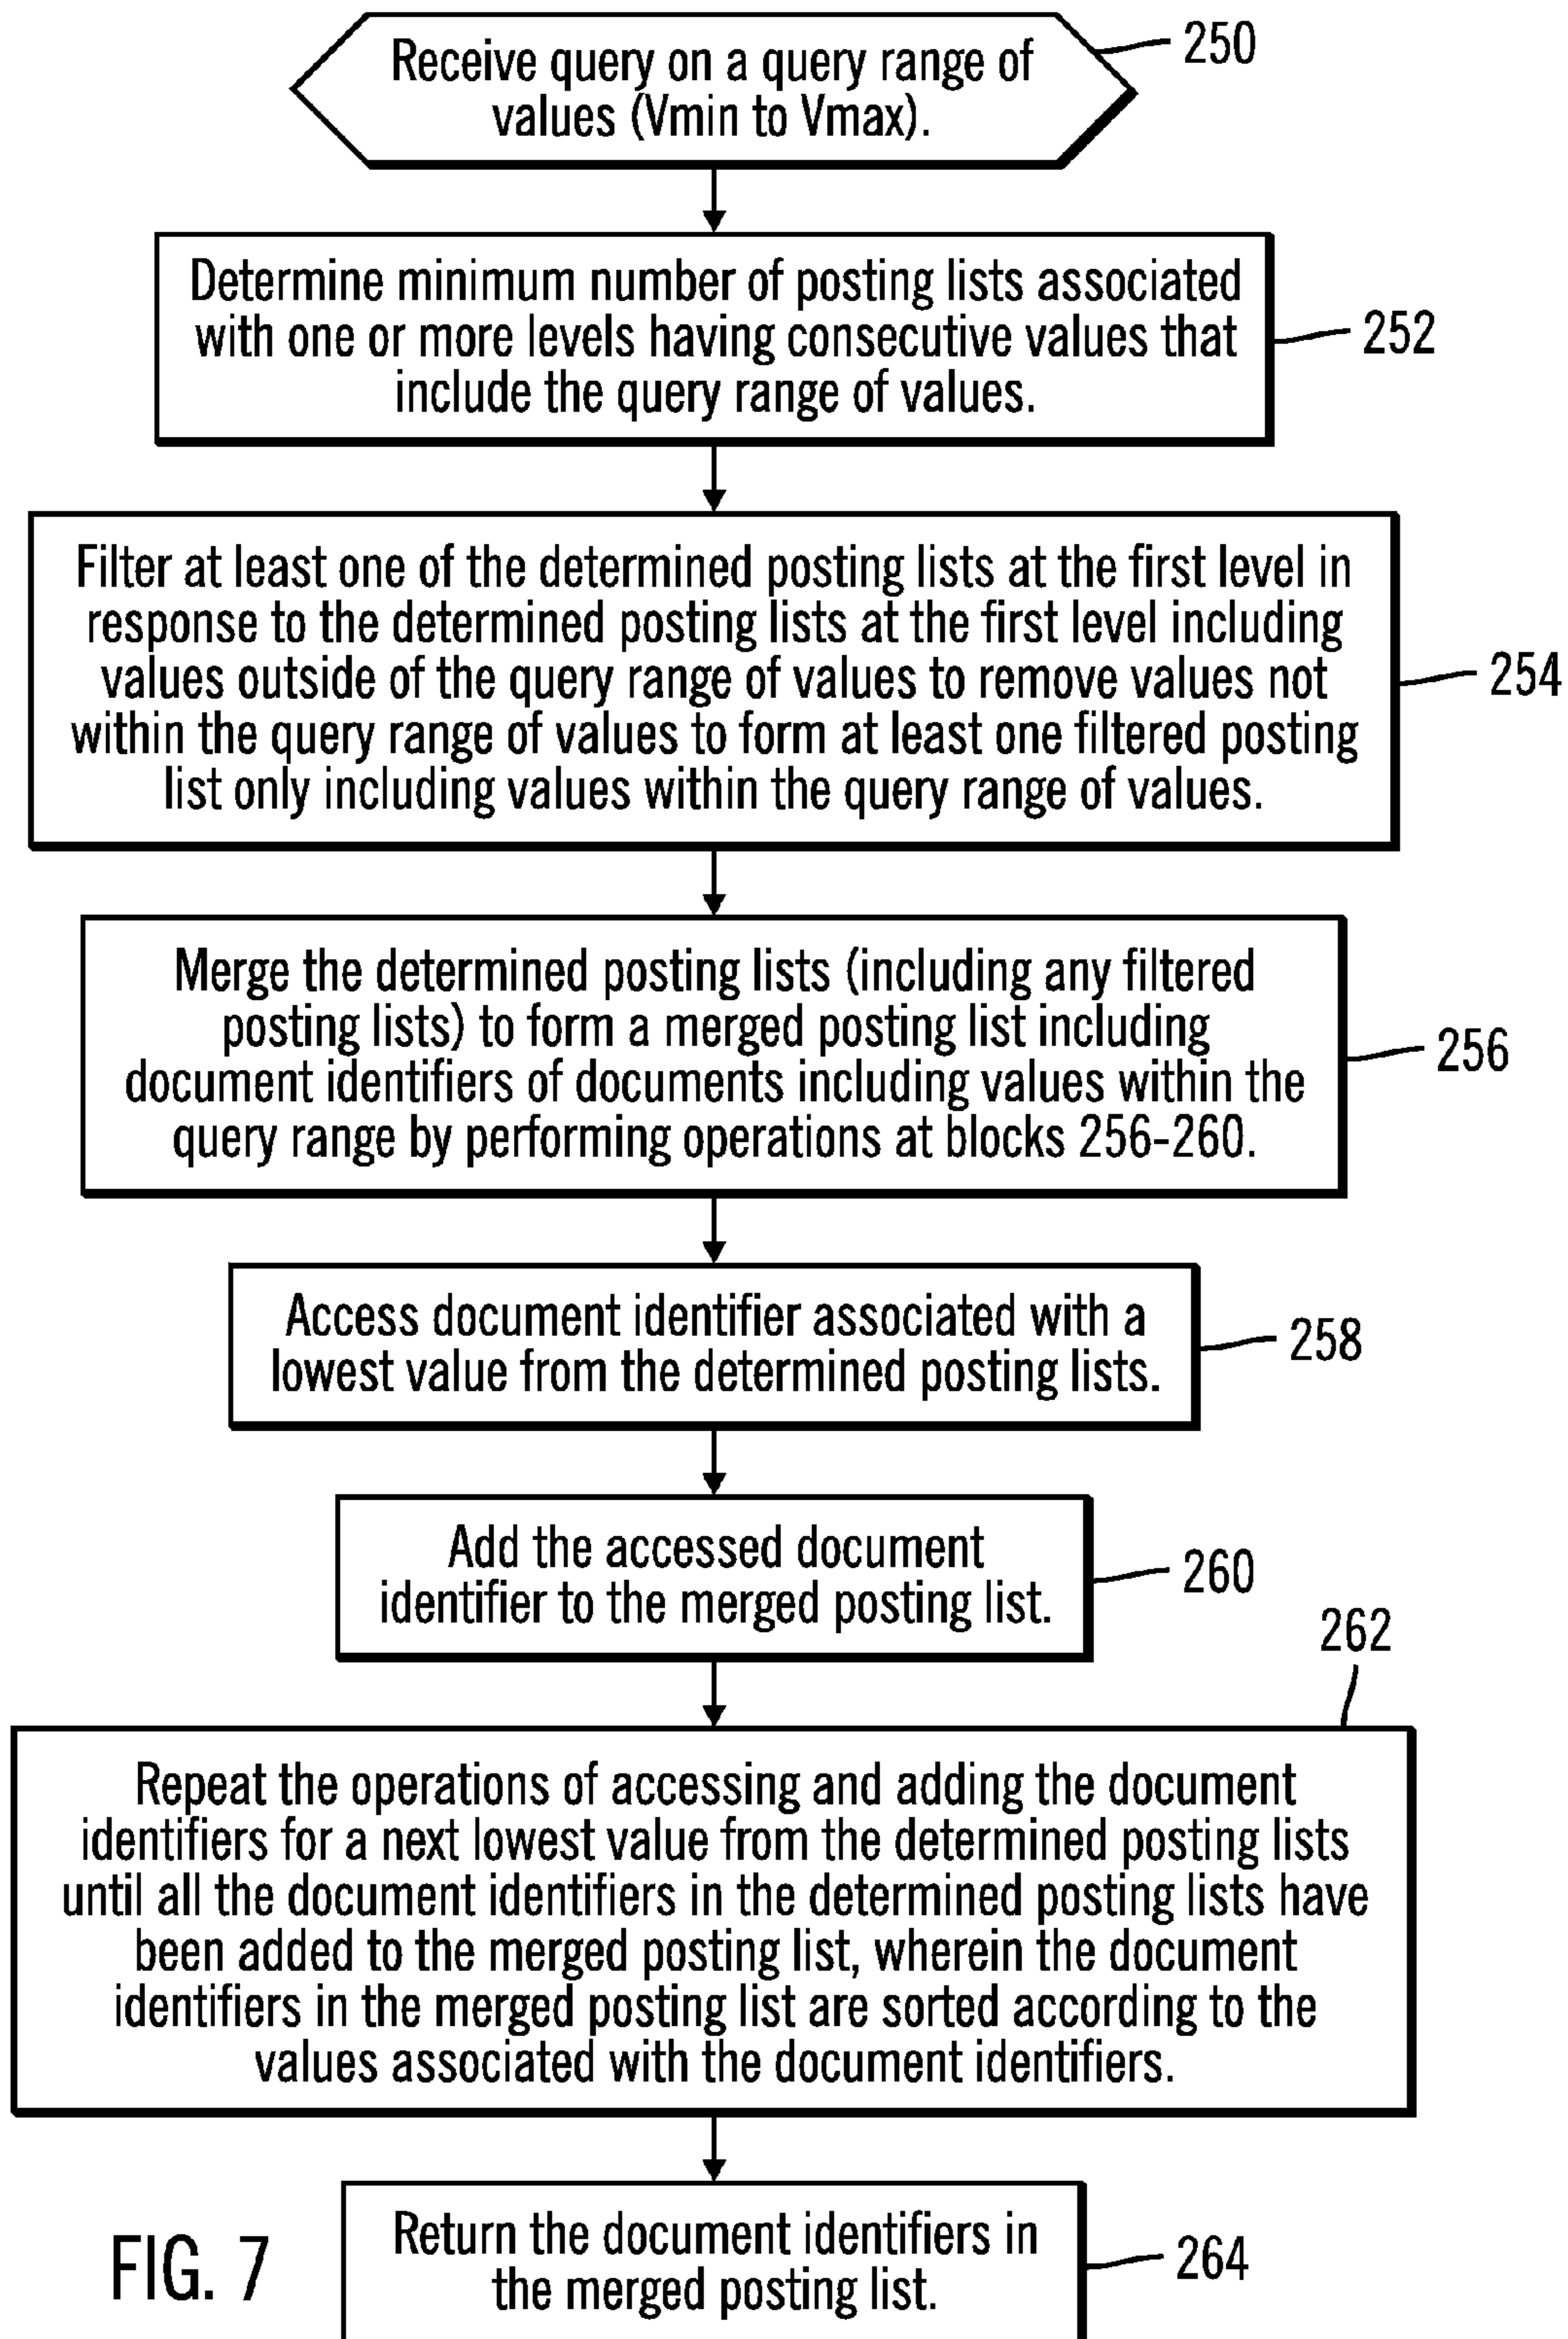 Receive query on a query range of
values (Vmin to Vmax).
250
Determine minimum number of posting lists associated
with one or more levels having consecutive values that
include the query range of values.
252
Filter at least one of the determined posting lists at the first level in
response to the determined posting lists at the first level including
values outside of the query range of values to remove values not
within the query range of values to form at least one filtered posting
list only including values within the query range of values.
254
Merge the determined posting lists (including any filtered
posting lists) to form a merged posting list including
document identifiers of documents including values within the
query range by performing operations at blocks 256-260.
256
Access document identifier associated with a
lowest value from the determined posting lists.
258
Add the accessed document
identifier to the merged posting list.
260
262
Repeat the operations of accessing and adding the document
identifiers for a next lowest value from the determined posting lists
until all the document identifiers in the determined posting lists have
been added to the merged posting list, wherein the document
identifiers in the merged posting list are sorted according to the
values associated with the document identifiers.
Return the document identifiers in
the merged posting list.
264
FIG. 7